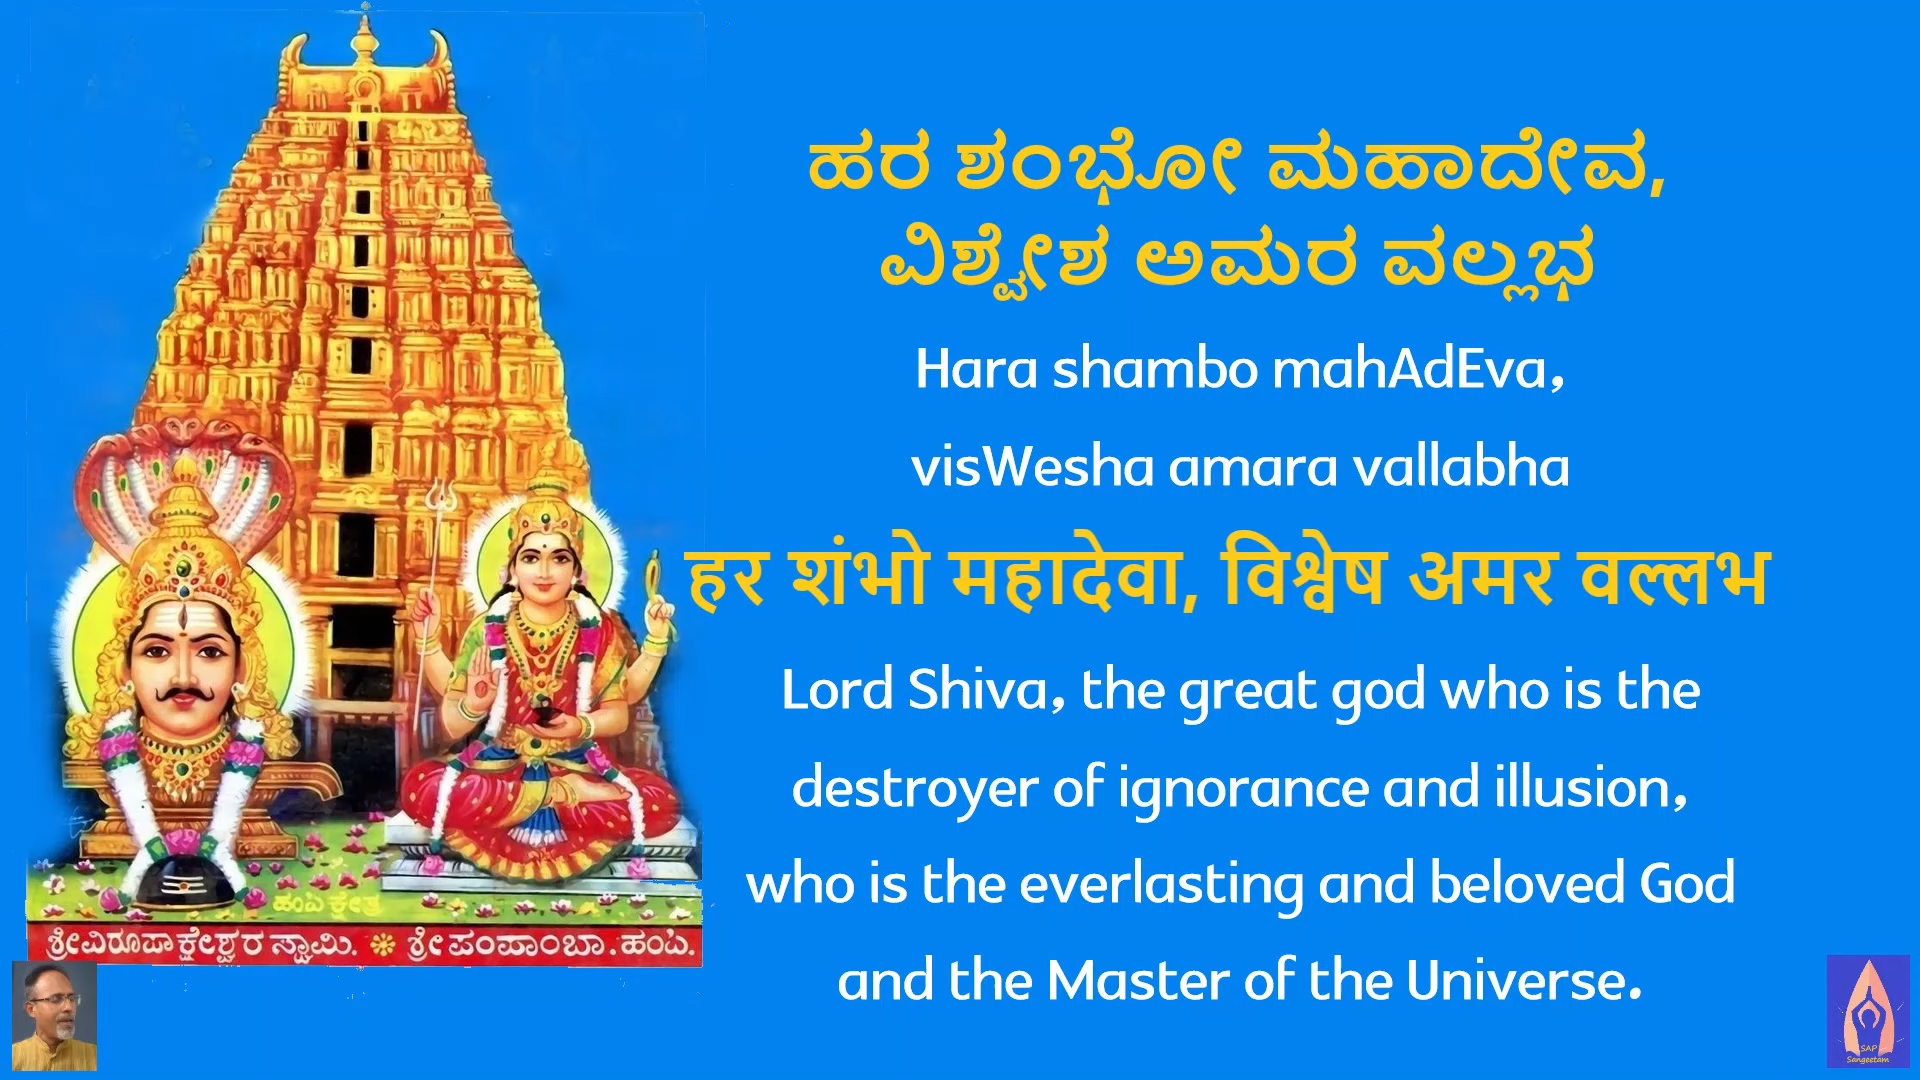 ಹರ ಶಂಭೋ ಮಹಾದೇವ,
ವಿಶ್ವೇಶ ಅಮರ ವಲ್ಲಭ
Hara shambo mahAdEva,
visWesha amara vallabha
हर शंभो महादेवा, विश्वेष अमर वल्लभ
Lord Shiva, the great god who is the
destroyer of ignorance and illusion,
who is the everlasting and beloved God
and the Master of the Universe.
ಹಂಪಿ ಕ್ಷೇತ್ರ
ಶ್ರೀ ವಿರೂಪಾಕ್ಷೇಶ್ವರ ಸ್ವಾಮಿ. ಶ್ರೀ ಪಂಪಾಂಬಾ. ಹಂಪಿ.
SAP
Sangeetam